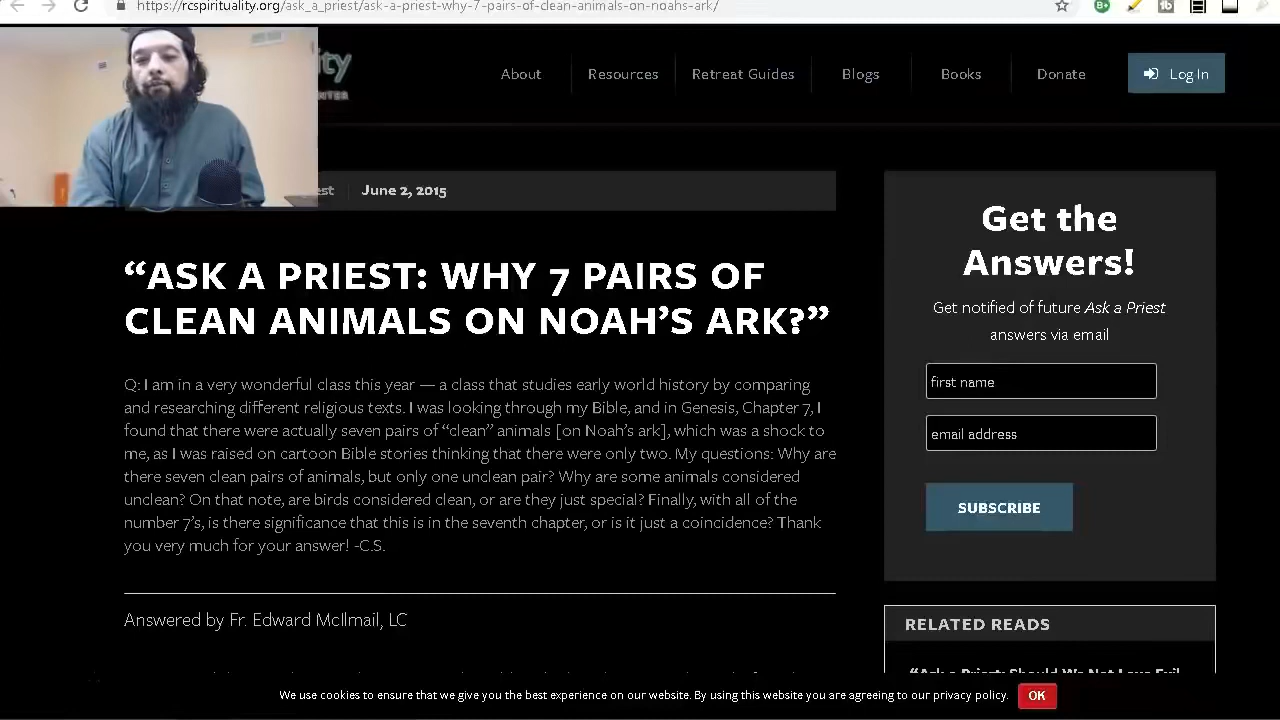 https://rcspirituality.org/ask_a_priest/ask-a-priest-why-7-pairs-of-clean-animals-on-noahs-ark/
About
Resources
Retreat Guides
Blogs
Books
Donate
Log In
June 2, 2015
“ASK A PRIEST: WHY 7 PAIRS OF
CLEAN ANIMALS ON NOAH’S ARK?”
Q: I am in a very wonderful class this year — a class that studies early world history by comparing
and researching different religious texts. I was looking through my Bible, and in Genesis, Chapter 7, I
found that there were actually seven pairs of “clean” animals [on Noah’s ark], which was a shock to
me, as I was raised on cartoon Bible stories thinking that there were only two. My questions: Why are
there seven clean pairs of animals, but only one unclean pair? Why are some animals considered
unclean? On that note, are birds considered clean, or are they just special? Finally, with all of the
number 7’s, is there significance that this is in the seventh chapter, or is it just a coincidence? Thank
you very much for your answer! -C.S.
Answered by Fr. Edward McIlmail, LC
Get the
Answers!
Get notified of future Ask a Priest
answers via email
first name
email address
SUBSCRIBE
RELATED READS
“Ask a Priest: Should We Not Love Evil
We use cookies to ensure that we give you the best experience on our website. By using this website you are agreeing to our privacy policy.
OK